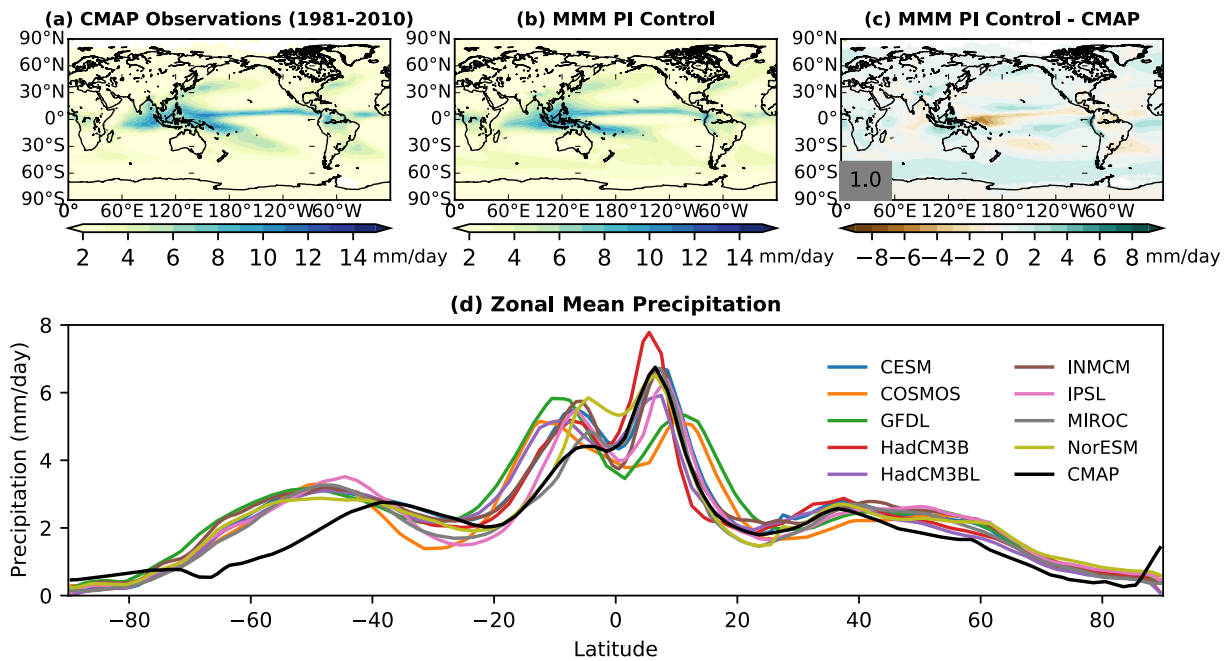 (a) CMAP Observations (1981-2010)
(b) MMM PI Control
(c) MMM PI Control - CMAP
90°N
60°N
30°N
0°
30°S
60°S
90°S
0°
60°E
120°E
180°
120°W
60°W
90°N
60°N
30°N
0°
30°S
60°S
90°S
0°
60°E
120°E
180°
120°W
60°W
90°N
60°N
30°N
0°
30°S
60°S
90°S
1.0
0°
60°E
120°E
180°
120°W
60°W
2 4 6 8 10 12 14 mm/day
2 4 6 8 10 12 14 mm/day
−8 −6 −4 −2 0 2 4 6 8 mm/day
(d) Zonal Mean Precipitation
Precipitation (mm/day)
8
6
4
2
0
CESM
COSMOS
GFDL
HadCM3B
HadCM3BL
INMCM
IPSL
MIROC
NorESM
CMAP
−80 −60 −40 −20 0 20 40 60 80
Latitude